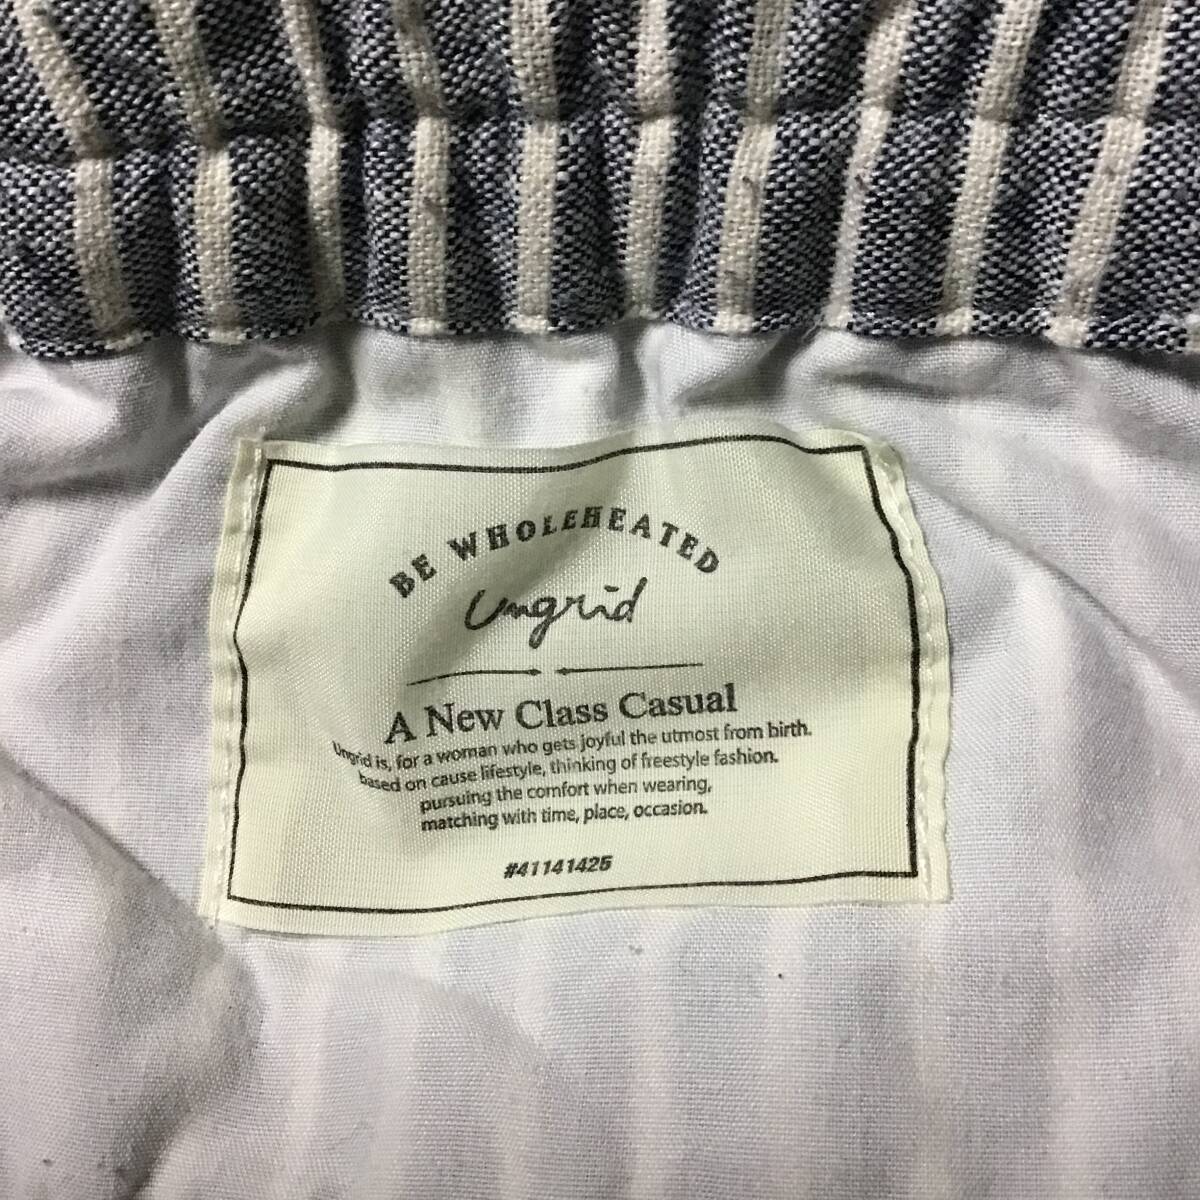 BE WHOLEHEATED
Ungrid
A New Class Casual
Ungrid is, for a woman who gets joyful the utmost from birth.
based on cause lifestyle, thinking of freestyle fashion.
pursuing the comfort when wearing,
matching with time, place, occasion.
#41141425